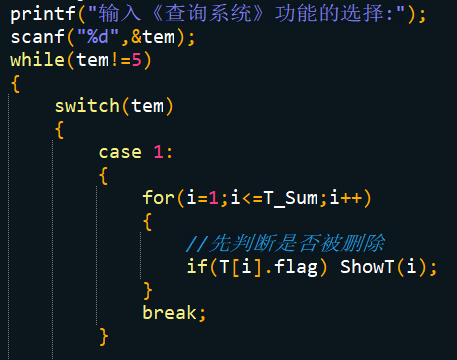 printf("输入《查询系统》功能的选择:");
scanf("%d",&tem);
while(tem!=5)
{
switch(tem)
{
case 1:
{
for(i=1;i<=T_Sum;i++)
{
//先判断是否被删除
if(T[i].flag) ShowT(i);
}
break;
}